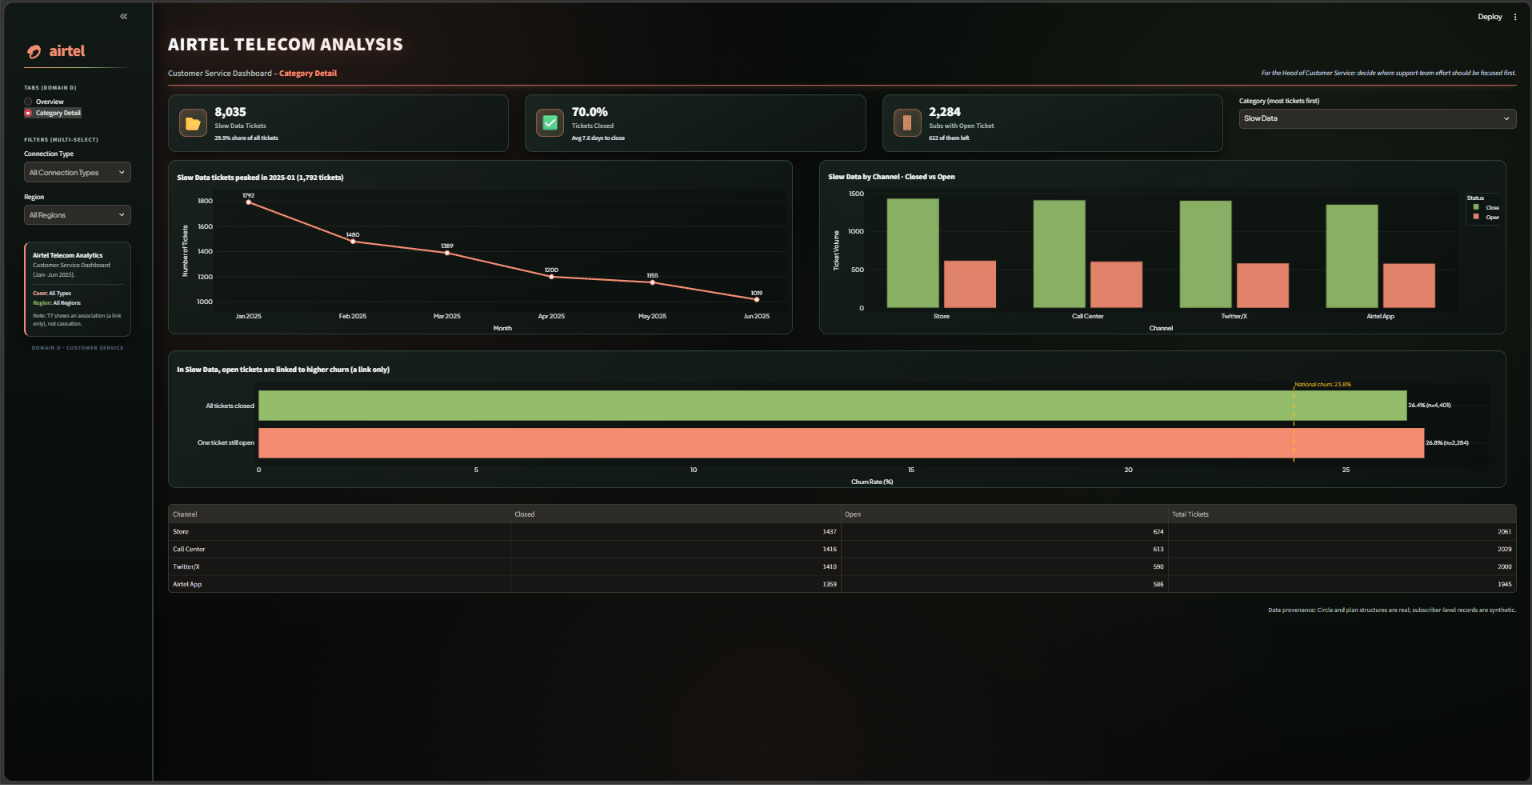 Deploy
airtel
TABS (DOMAIN D)
Overview
Category Detail
FILTERS (MULTI-SELECT)
Connection Type
All Connection Types
Region
All Regions
Airtel Telecom Analytics
Customer Service Dashboard
(Jan-Jun 2025).
Conn: All Types
Region: All Regions
Note: T7 shows an association (a link
only), not causation.
DOMAIN D · CUSTOMER SERVICE
AIRTEL TELECOM ANALYSIS
Customer Service Dashboard – Category Detail
For the Head of Customer Service: decide where support-team effort should be focused first.
8,035
Slow Data Tickets
29.9% share of all tickets
70.0%
Tickets Closed
Avg 7.6 days to close
2,284
Subs with Open Ticket
612 of them left
Category (most tickets first)
Slow Data
Slow Data tickets peaked in 2025-01 (1,792 tickets)
Number of Tickets
1800
1600
1400
1200
1000
1792
1480
1389
1200
1155
1019
Jan 2025
Feb 2025
Mar 2025
Apr 2025
May 2025
Jun 2025
Month
Slow Data by Channel · Closed vs Open
Ticket Volume
1500
1000
500
0
Store
Call Center
Twitter/X
Airtel App
Channel
Status
Close
Open
In Slow Data, open tickets are linked to higher churn (a link only)
National churn: 23.8%
All tickets closed
26.4% (n=4,401)
One ticket still open
26.8% (n=2,284)
0
5
10
15
20
25
Churn Rate (%)
Channel Closed Open Total Tickets
Store 1437 624 2061
Call Center 1416 613 2029
Twitter/X 1410 590 2000
Airtel App 1359 586 1945
Data provenance: Circle and plan structures are real; subscriber-level records are synthetic.